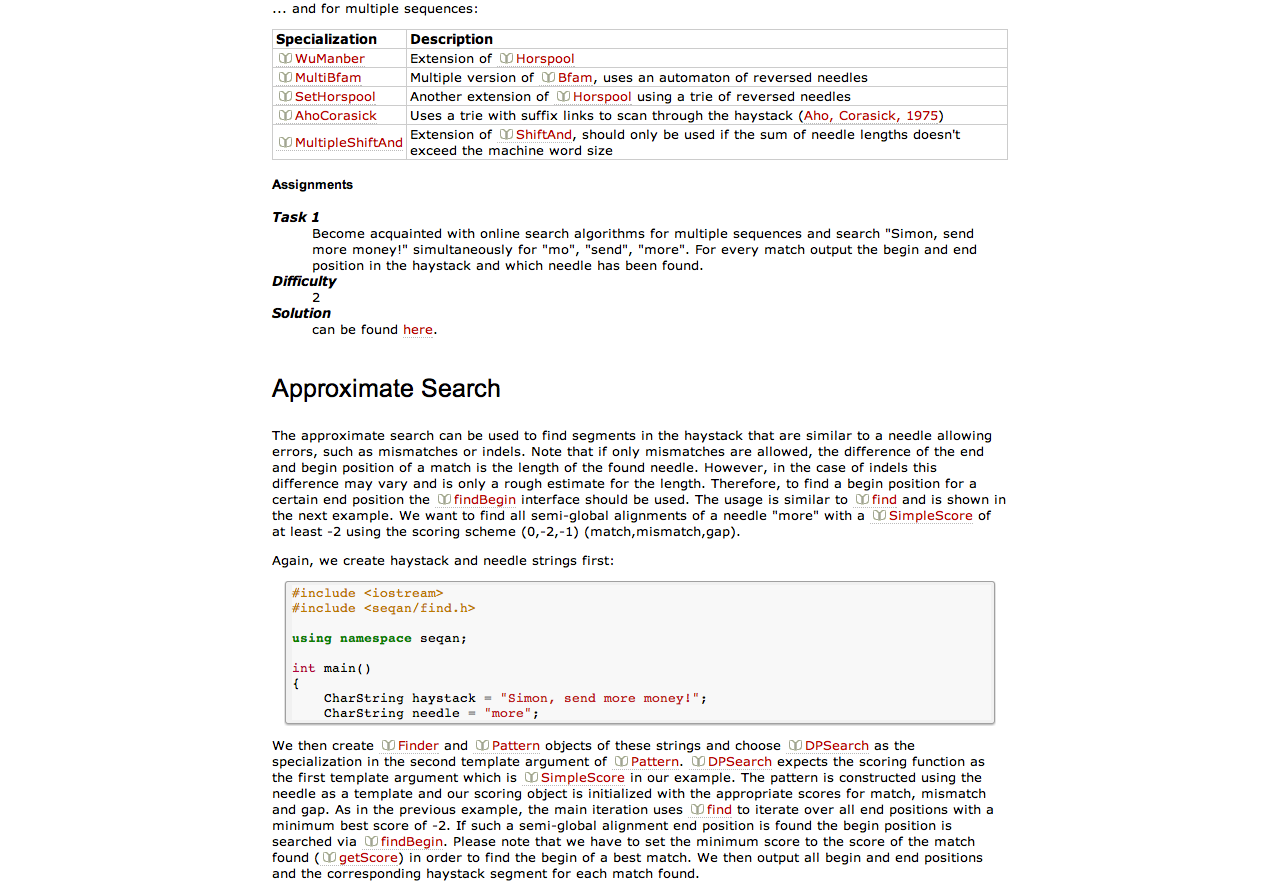 ... and for multiple sequences:
Specialization Description
WuManber Extension of Horspool
MultiBfam Multiple version of Bfam, uses an automaton of reversed needles
SetHorspool Another extension of Horspool using a trie of reversed needles
AhoCorasick Uses a trie with suffix links to scan through the haystack (Aho, Corasick, 1975)
MultipleShiftAnd Extension of ShiftAnd, should only be used if the sum of needle lengths doesn't
exceed the machine word size
Assignments
Task 1
Become acquainted with online search algorithms for multiple sequences and search "Simon, send
more money!" simultaneously for "mo", "send", "more". For every match output the begin and end
position in the haystack and which needle has been found.
Difficulty
2
Solution
can be found here.
Approximate Search
The approximate search can be used to find segments in the haystack that are similar to a needle allowing
errors, such as mismatches or indels. Note that if only mismatches are allowed, the difference of the end
and begin position of a match is the length of the found needle. However, in the case of indels this
difference may vary and is only a rough estimate for the length. Therefore, to find a begin position for a
certain end position the findBegin interface should be used. The usage is similar to find and is shown in
the next example. We want to find all semi-global alignments of a needle "more" with a SimpleScore of
at least -2 using the scoring scheme (0,-2,-1) (match,mismatch,gap).
Again, we create haystack and needle strings first:
#include <iostream>
#include <seqan/find.h>
using namespace seqan;
int main()
{
CharString haystack = "Simon, send more money!";
CharString needle = "more";
We then create Finder and Pattern objects of these strings and choose DPSearch as the
specialization in the second template argument of Pattern. DPSearch expects the scoring function as
the first template argument which is SimpleScore in our example. The pattern is constructed using the
needle as a template and our scoring object is initialized with the appropriate scores for match, mismatch
and gap. As in the previous example, the main iteration uses find to iterate over all end positions with a
minimum best score of -2. If such a semi-global alignment end position is found the begin position is
searched via findBegin. Please note that we have to set the minimum score to the score of the match
found (getScore) in order to find the begin of a best match. We then output all begin and end positions
and the corresponding haystack segment for each match found.